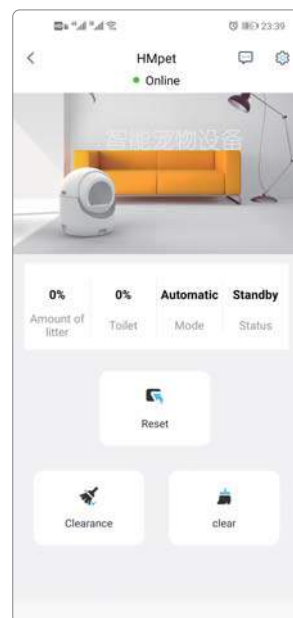 23:39
HMpet
Online
智能宠物设备
0% 0% Automatic Standby
Amount of litter Toilet Mode Status
Reset
Clearance clear